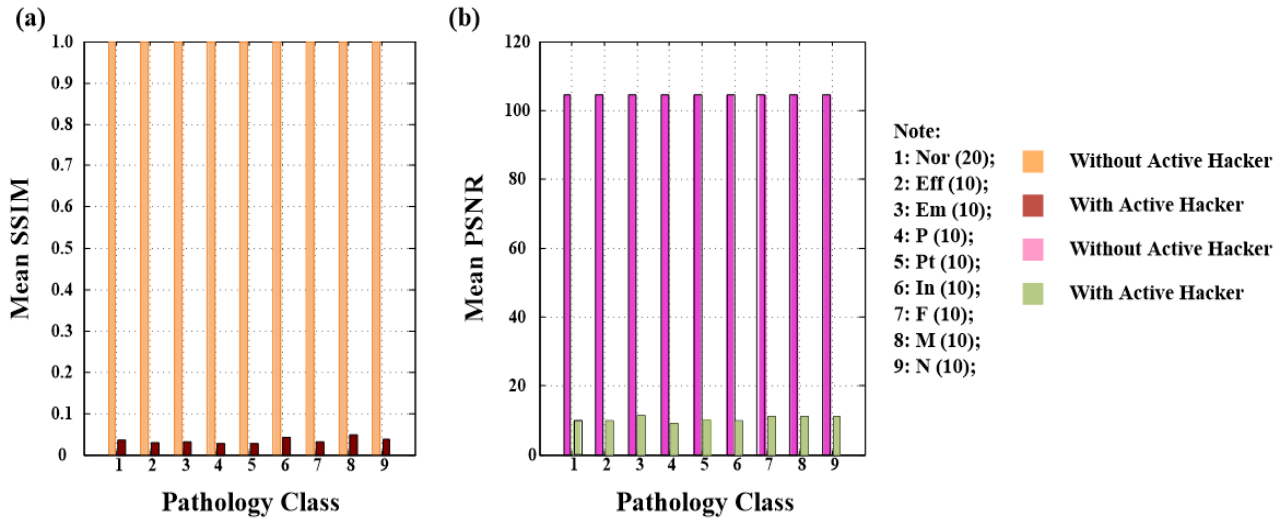 (a)
1.0
0.9
0.8
0.7
0.6
0.5
0.4
0.3
0.2
0.1
0
Mean SSIM
1 2 3 4 5 6 7 8 9
Pathology Class
(b)
120
100
80
60
40
20
0
Mean PSNR
1 2 3 4 5 6 7 8 9
Pathology Class
Note:
1: Nor (20);
2: Eff (10);
3: Em (10);
4: P (10);
5: Pt (10);
6: In (10);
7: F (10);
8: M (10);
9: N (10);
Without Active Hacker
With Active Hacker
Without Active Hacker
With Active Hacker